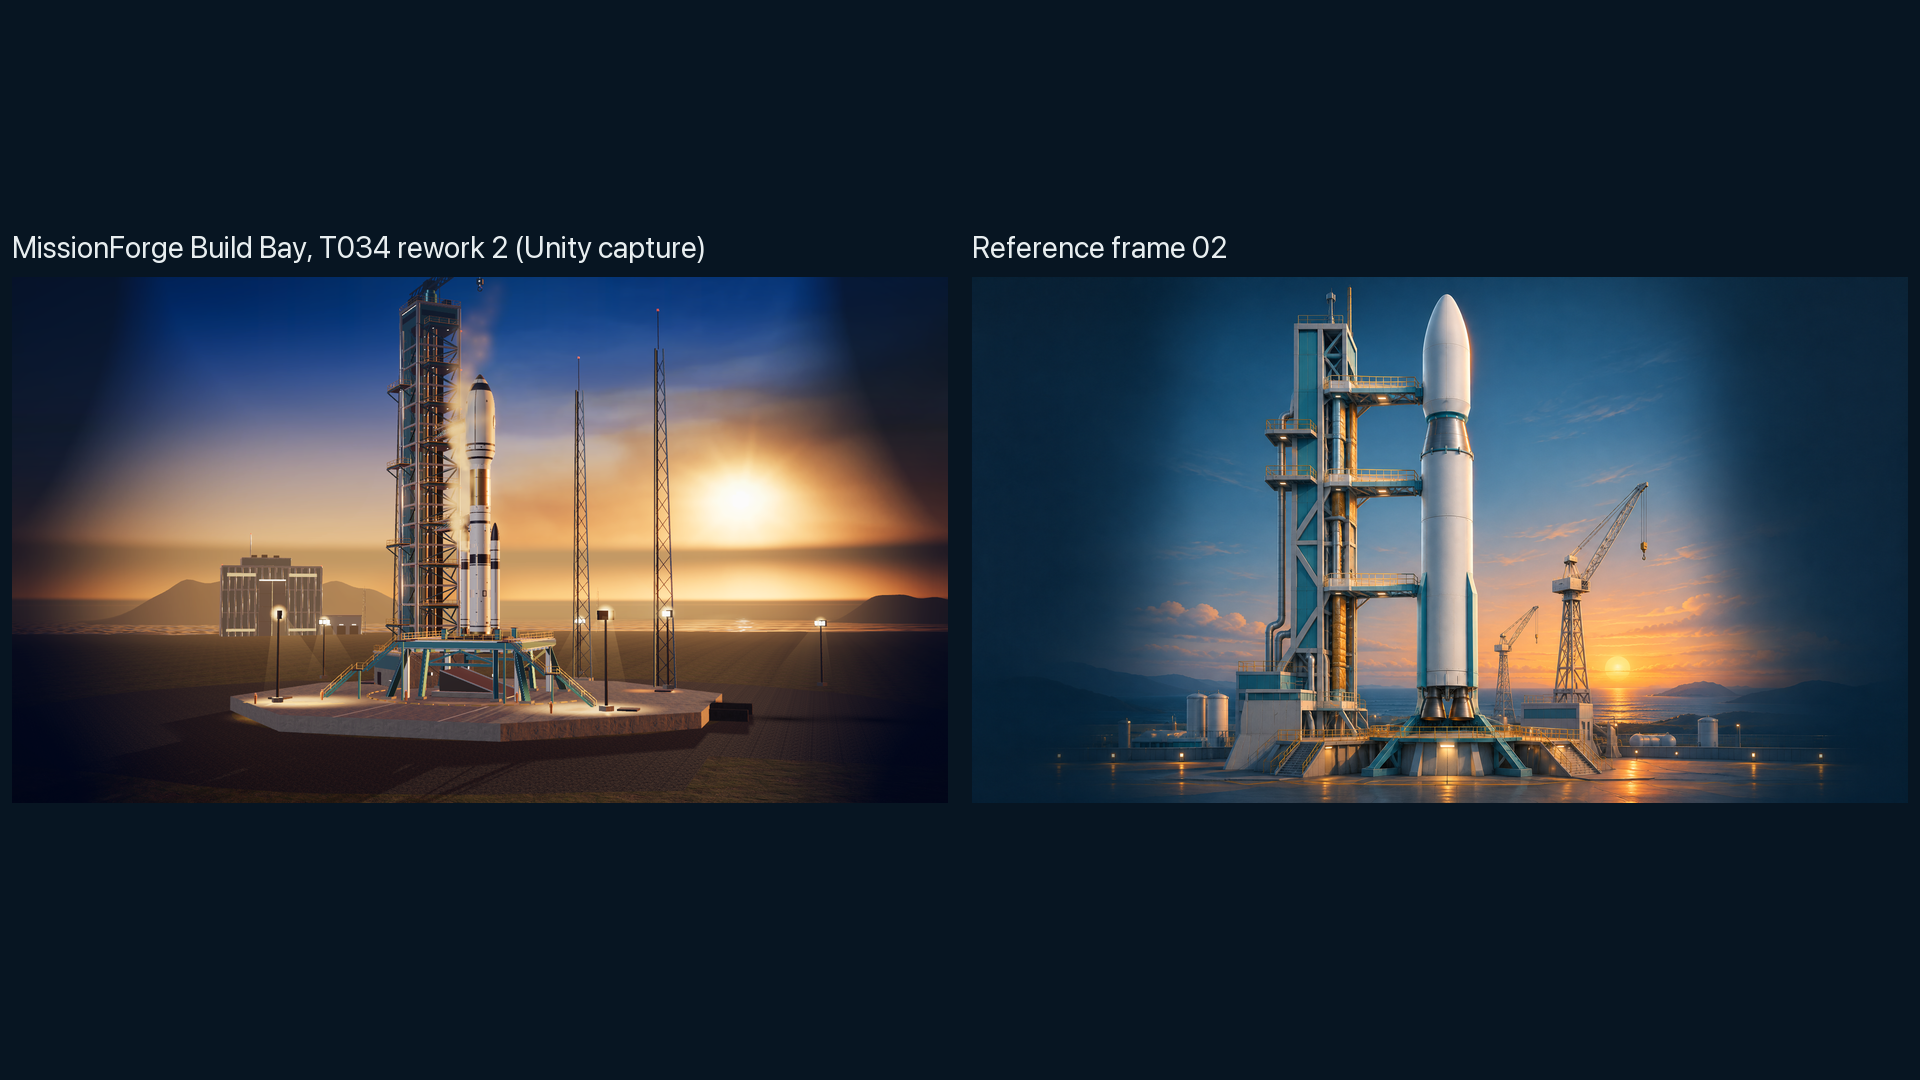 MissionForge Build Bay, T034 rework 2 (Unity capture)
Reference frame 02